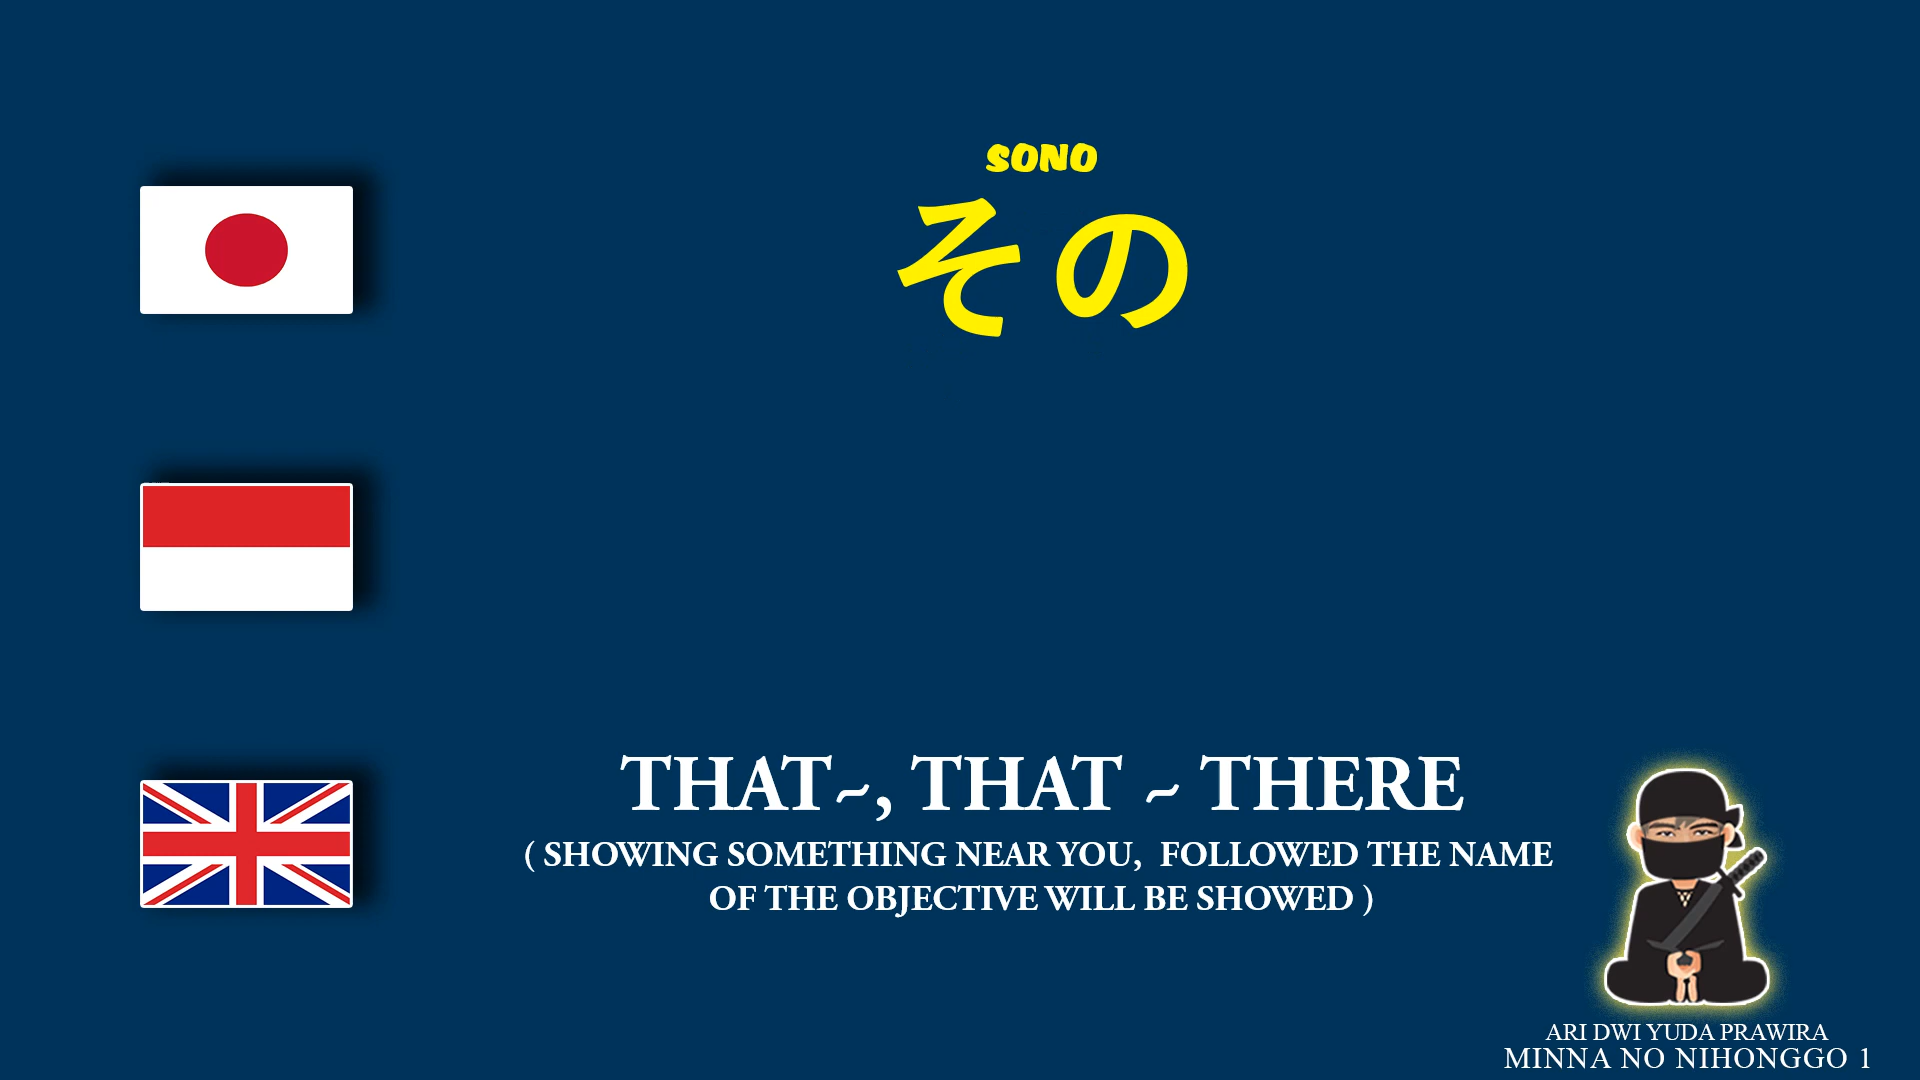 SONO
その
THAT~, THAT ~ THERE
( SHOWING SOMETHING NEAR YOU, FOLLOWED THE NAME
OF THE OBJECTIVE WILL BE SHOWED )
ARI DWI YUDA PRAWIRA
MINNA NO NIHONGGO 1